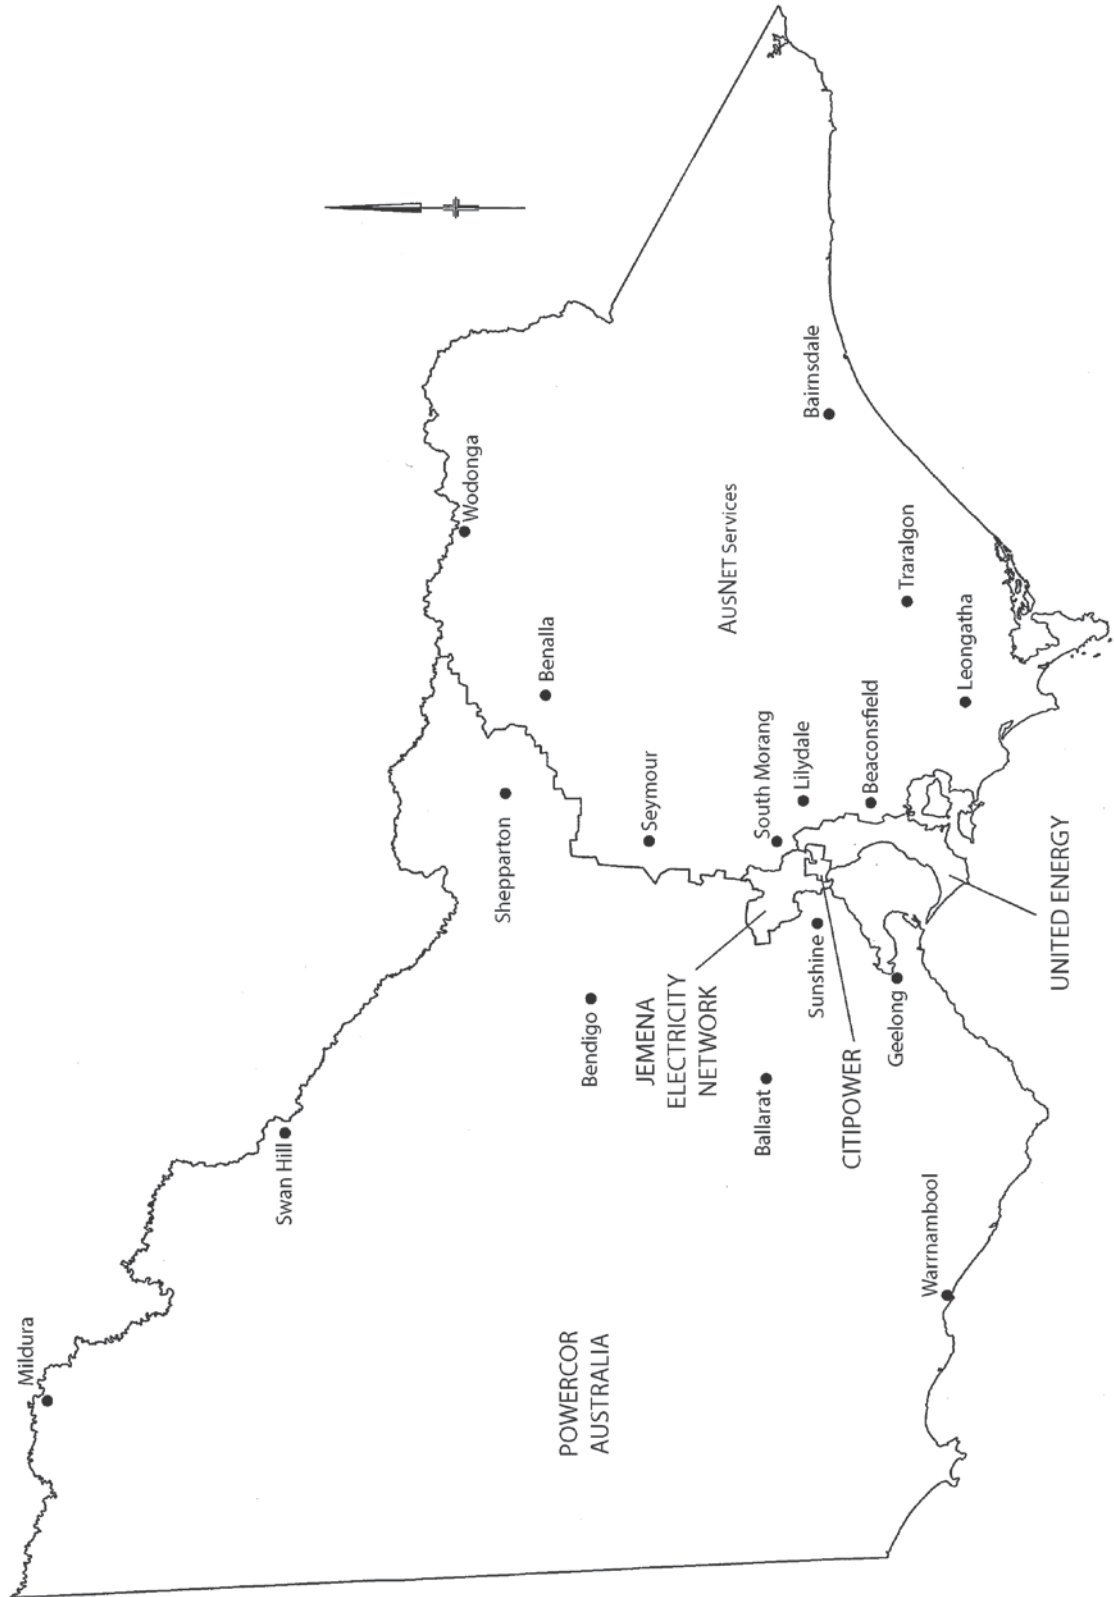 Mildura
Swan Hill
Wodonga
Benalla
Shepparton
Bendigo
Seymour
POWERCOR
AUSTRALIA
JEMENA
ELECTRICITY
NETWORK
AUSNET Services
South Morang
Lilydale
Ballarat
Sunshine
Bairnsdale
CITIPOWER
Beaconsfield
Geelong
Traralgon
Warrnambool
Leongatha
UNITED ENERGY